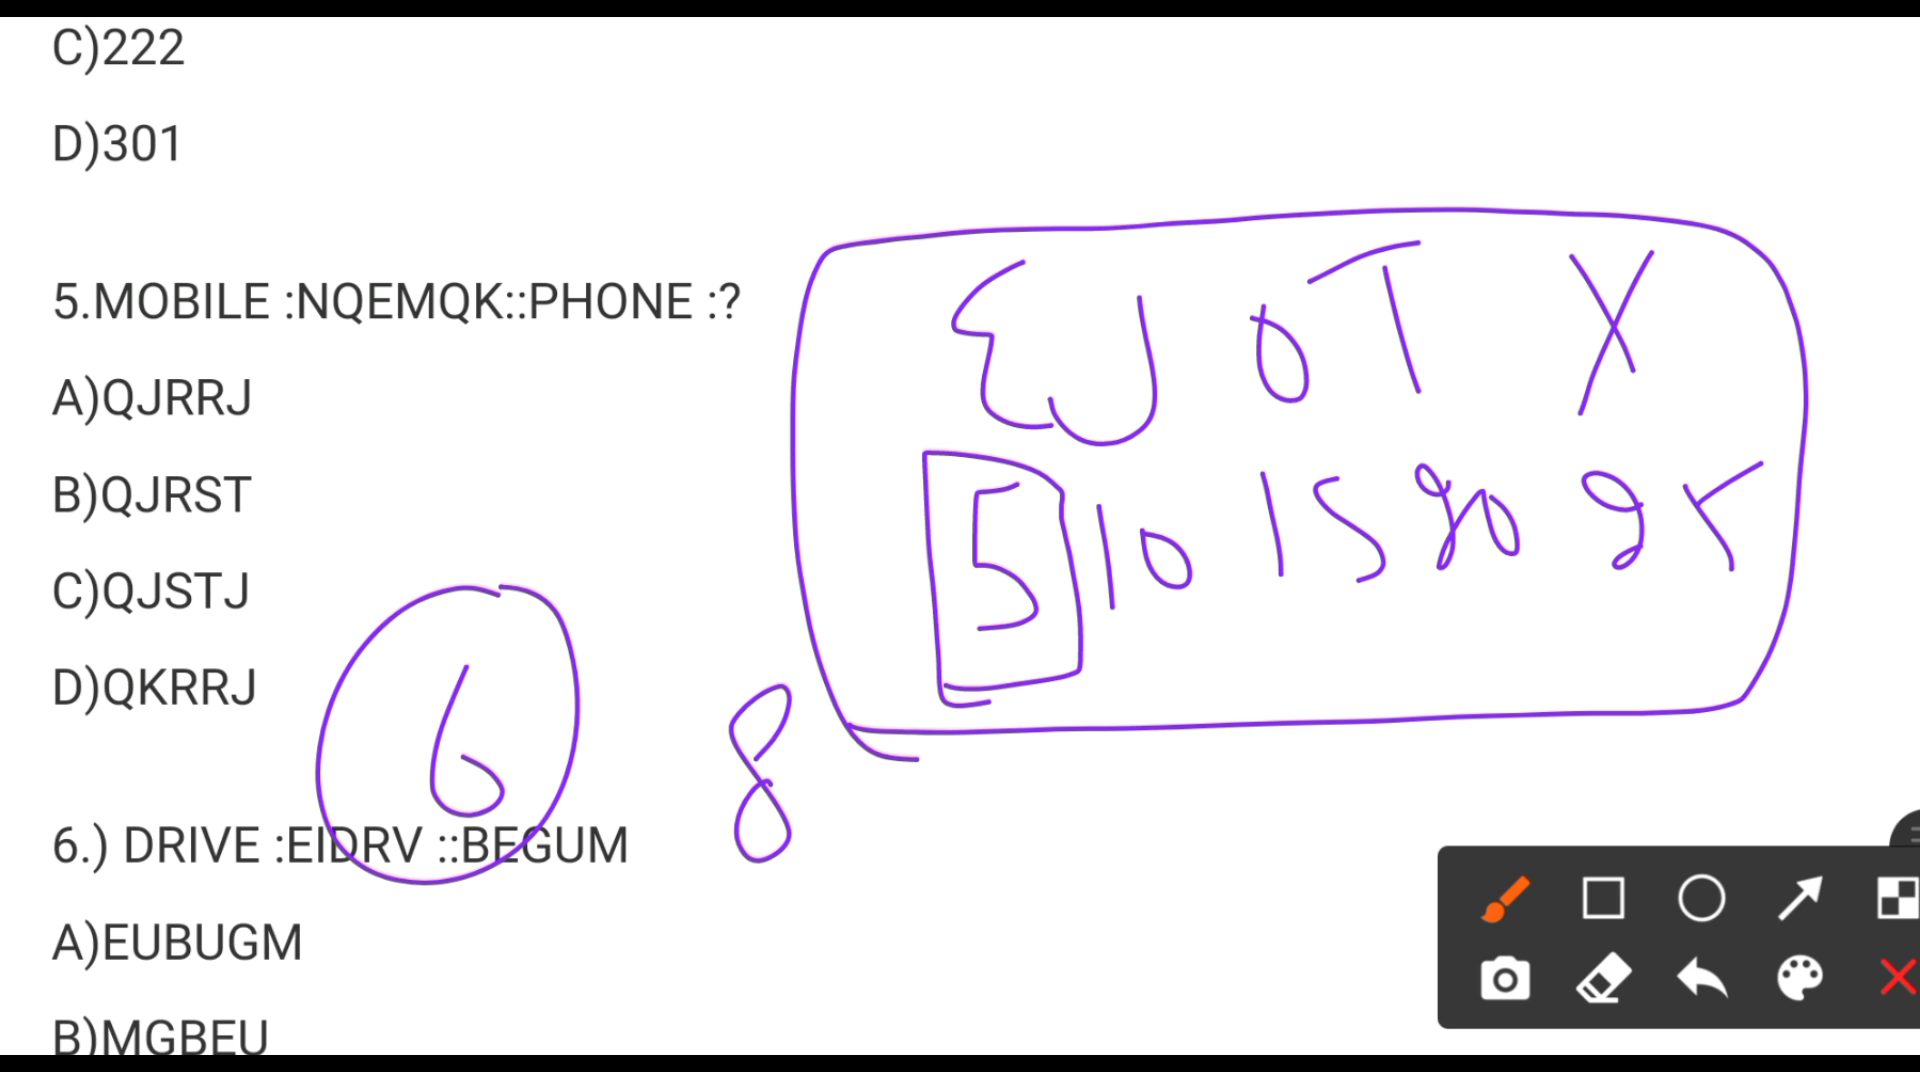 C)222
D)301
5.MOBILE :NQEMQK::PHONE :?
A)QJRRJ
B)QJRST
C)QJSTJ
D)QKRRJ
E J O T X
5 10 15 20 25
6
8
6.) DRIVE :EIDRV ::BEGUM
A)EUBUGM
B)MGBEU